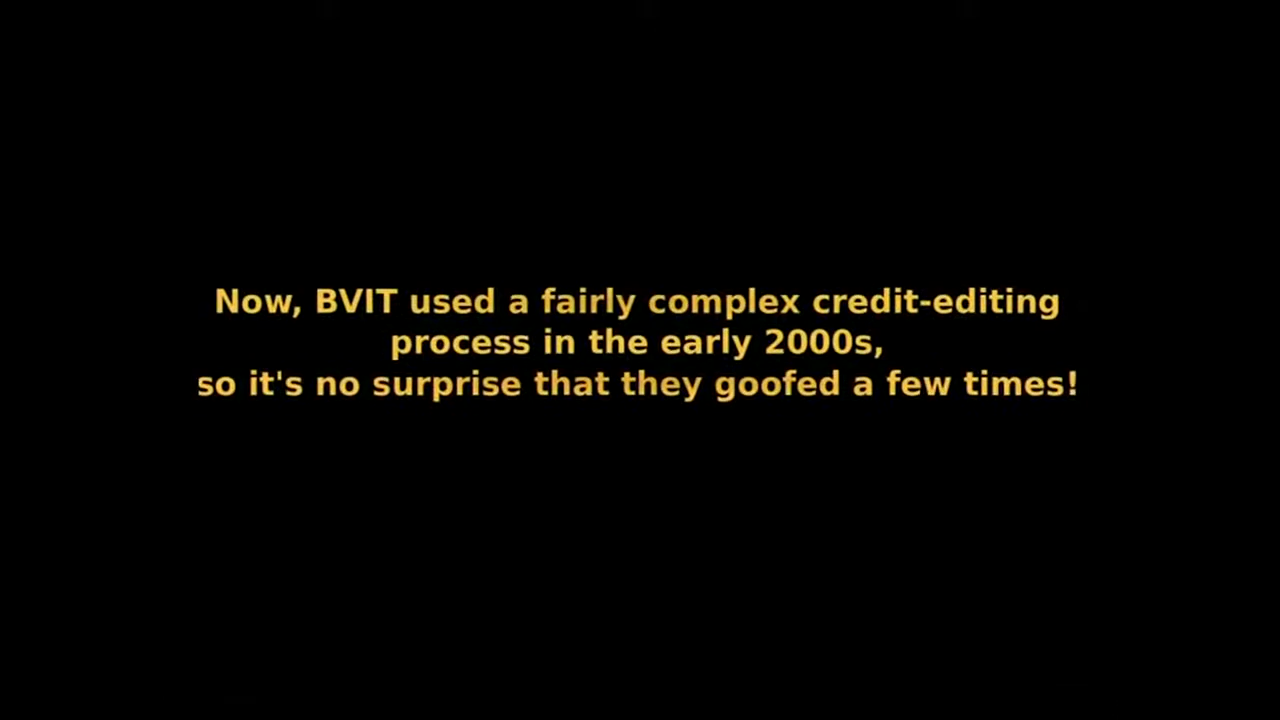 Now, BVIT used a fairly complex credit-editing
process in the early 2000s,
so it's no surprise that they goofed a few times!